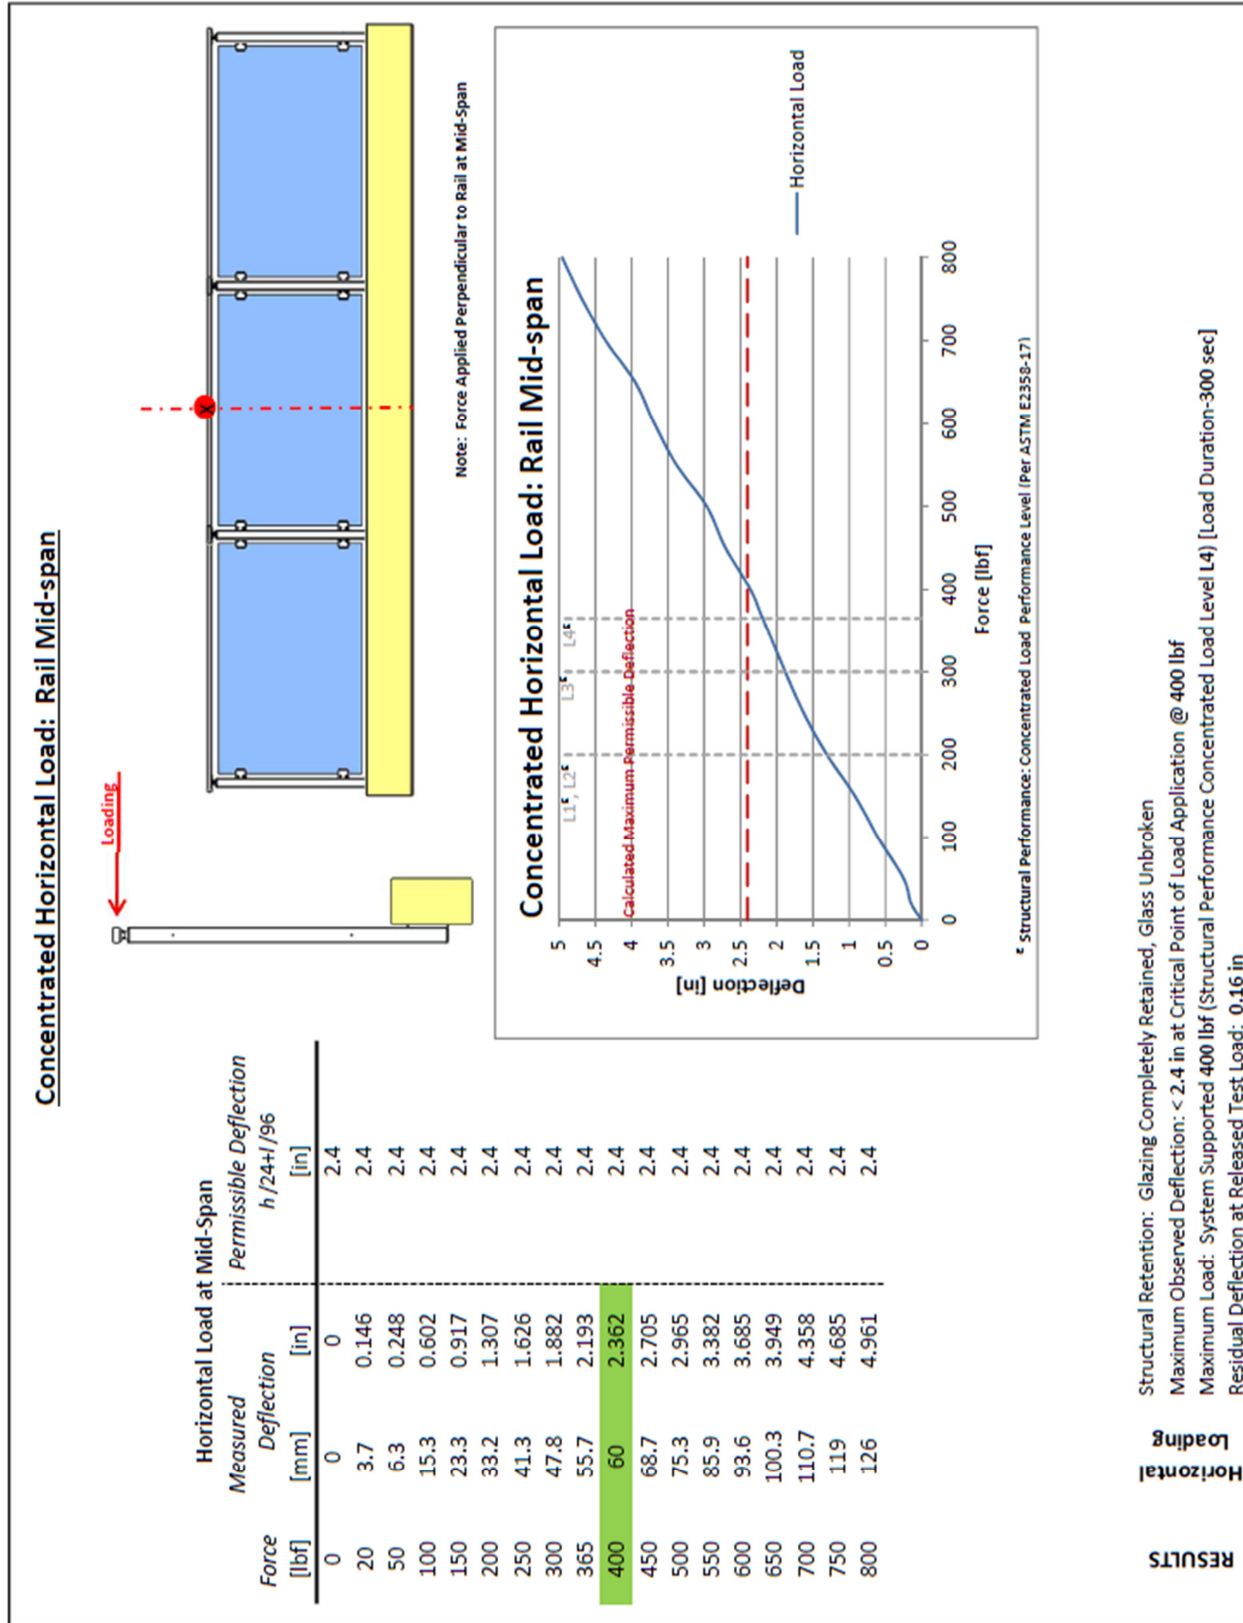 Concentrated Horizontal Load: Rail Mid-span
Horizontal Load at Mid-Span
Force Measured Deflection Permissible Deflection
h/24+l/96
[lbf] [mm] [in] [in]
0 0 0 2.4
20 3.7 0.146 2.4
50 6.3 0.248 2.4
100 15.3 0.602 2.4
150 23.3 0.917 2.4
200 33.2 1.307 2.4
250 41.3 1.626 2.4
300 47.8 1.882 2.4
365 55.7 2.193 2.4
400 60 2.362 2.4
450 68.7 2.705 2.4
500 75.3 2.965 2.4
550 85.9 3.382 2.4
600 93.6 3.685 2.4
650 100.3 3.949 2.4
700 110.7 4.358 2.4
750 119 4.685 2.4
800 126 4.961 2.4
Loading
X
Note: Force Applied Perpendicular to Rail at Mid-Span
Concentrated Horizontal Load: Rail Mid-span
5
4.5
4
3.5
3
2.5
2
1.5
1
0.5
0
Deflection [in]
L1ᵋ, L2ᵋ
L3ᵋ
L4ᵋ
Calculated Maximum Permissible Deflection
0 100 200 300 400 500 600 700 800
Force [lbf]
Horizontal Load
ᵋ Structural Performance: Concentrated Load Performance Level (Per ASTM E2358-17)
RESULTS
Horizontal
Loading
Structural Retention: Glazing Completely Retained, Glass Unbroken
Maximum Observed Deflection: < 2.4 in at Critical Point of Load Application @ 400 lbf
Maximum Load: System Supported 400 lbf (Structural Performance Concentrated Load Level L4) [Load Duration-300 sec]
Residual Deflection at Released Test Load: 0.16 in